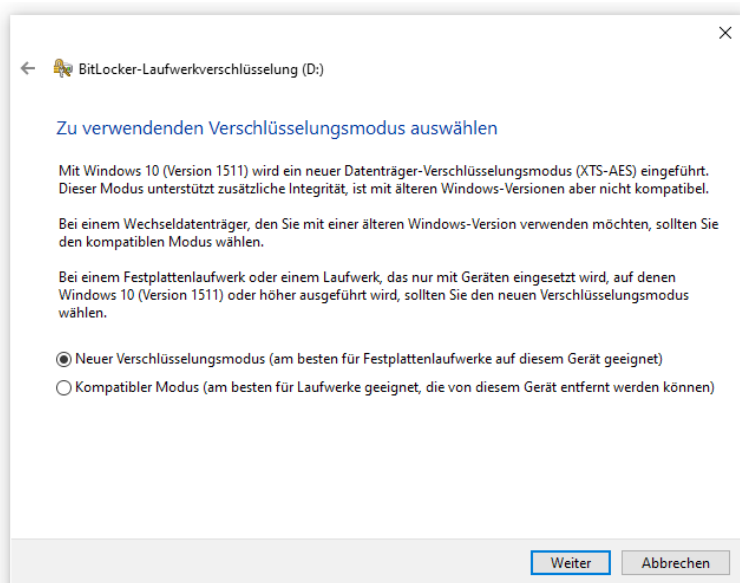 BitLocker-Laufwerkverschlüsselung (D:)
Zu verwendenden Verschlüsselungsmodus auswählen
Mit Windows 10 (Version 1511) wird ein neuer Datenträger-Verschlüsselungsmodus (XTS-AES) eingeführt.
Dieser Modus unterstützt zusätzliche Integrität, ist mit älteren Windows-Versionen aber nicht kompatibel.
Bei einem Wechseldatenträger, den Sie mit einer älteren Windows-Version verwenden möchten, sollten Sie
den kompatiblen Modus wählen.
Bei einem Festplattenlaufwerk oder einem Laufwerk, das nur mit Geräten eingesetzt wird, auf denen
Windows 10 (Version 1511) oder höher ausgeführt wird, sollten Sie den neuen Verschlüsselungsmodus
wählen.
Neuer Verschlüsselungsmodus (am besten für Festplattenlaufwerke auf diesem Gerät geeignet)
Kompatibler Modus (am besten für Laufwerke geeignet, die von diesem Gerät entfernt werden können)
Weiter
Abbrechen